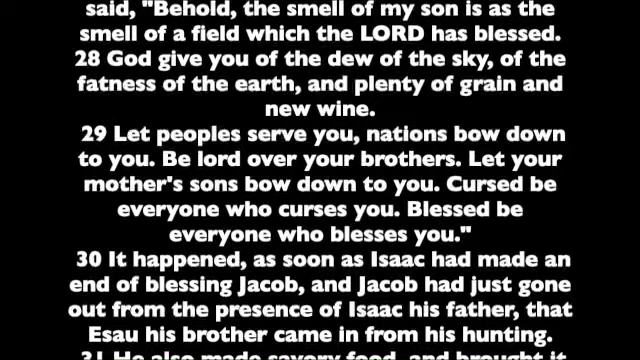 said, "Behold, the smell of my son is as the
smell of a field which the LORD has blessed.
28 God give you of the dew of the sky, of the
fatness of the earth, and plenty of grain and
new wine.
29 Let peoples serve you, nations bow down
to you. Be lord over your brothers. Let your
mother's sons bow down to you. Cursed be
everyone who curses you. Blessed be
everyone who blesses you."
30 It happened, as soon as Isaac had made an
end of blessing Jacob, and Jacob had just gone
out from the presence of Isaac his father, that
Esau his brother came in from his hunting.
31 He also made savory food, and brought it